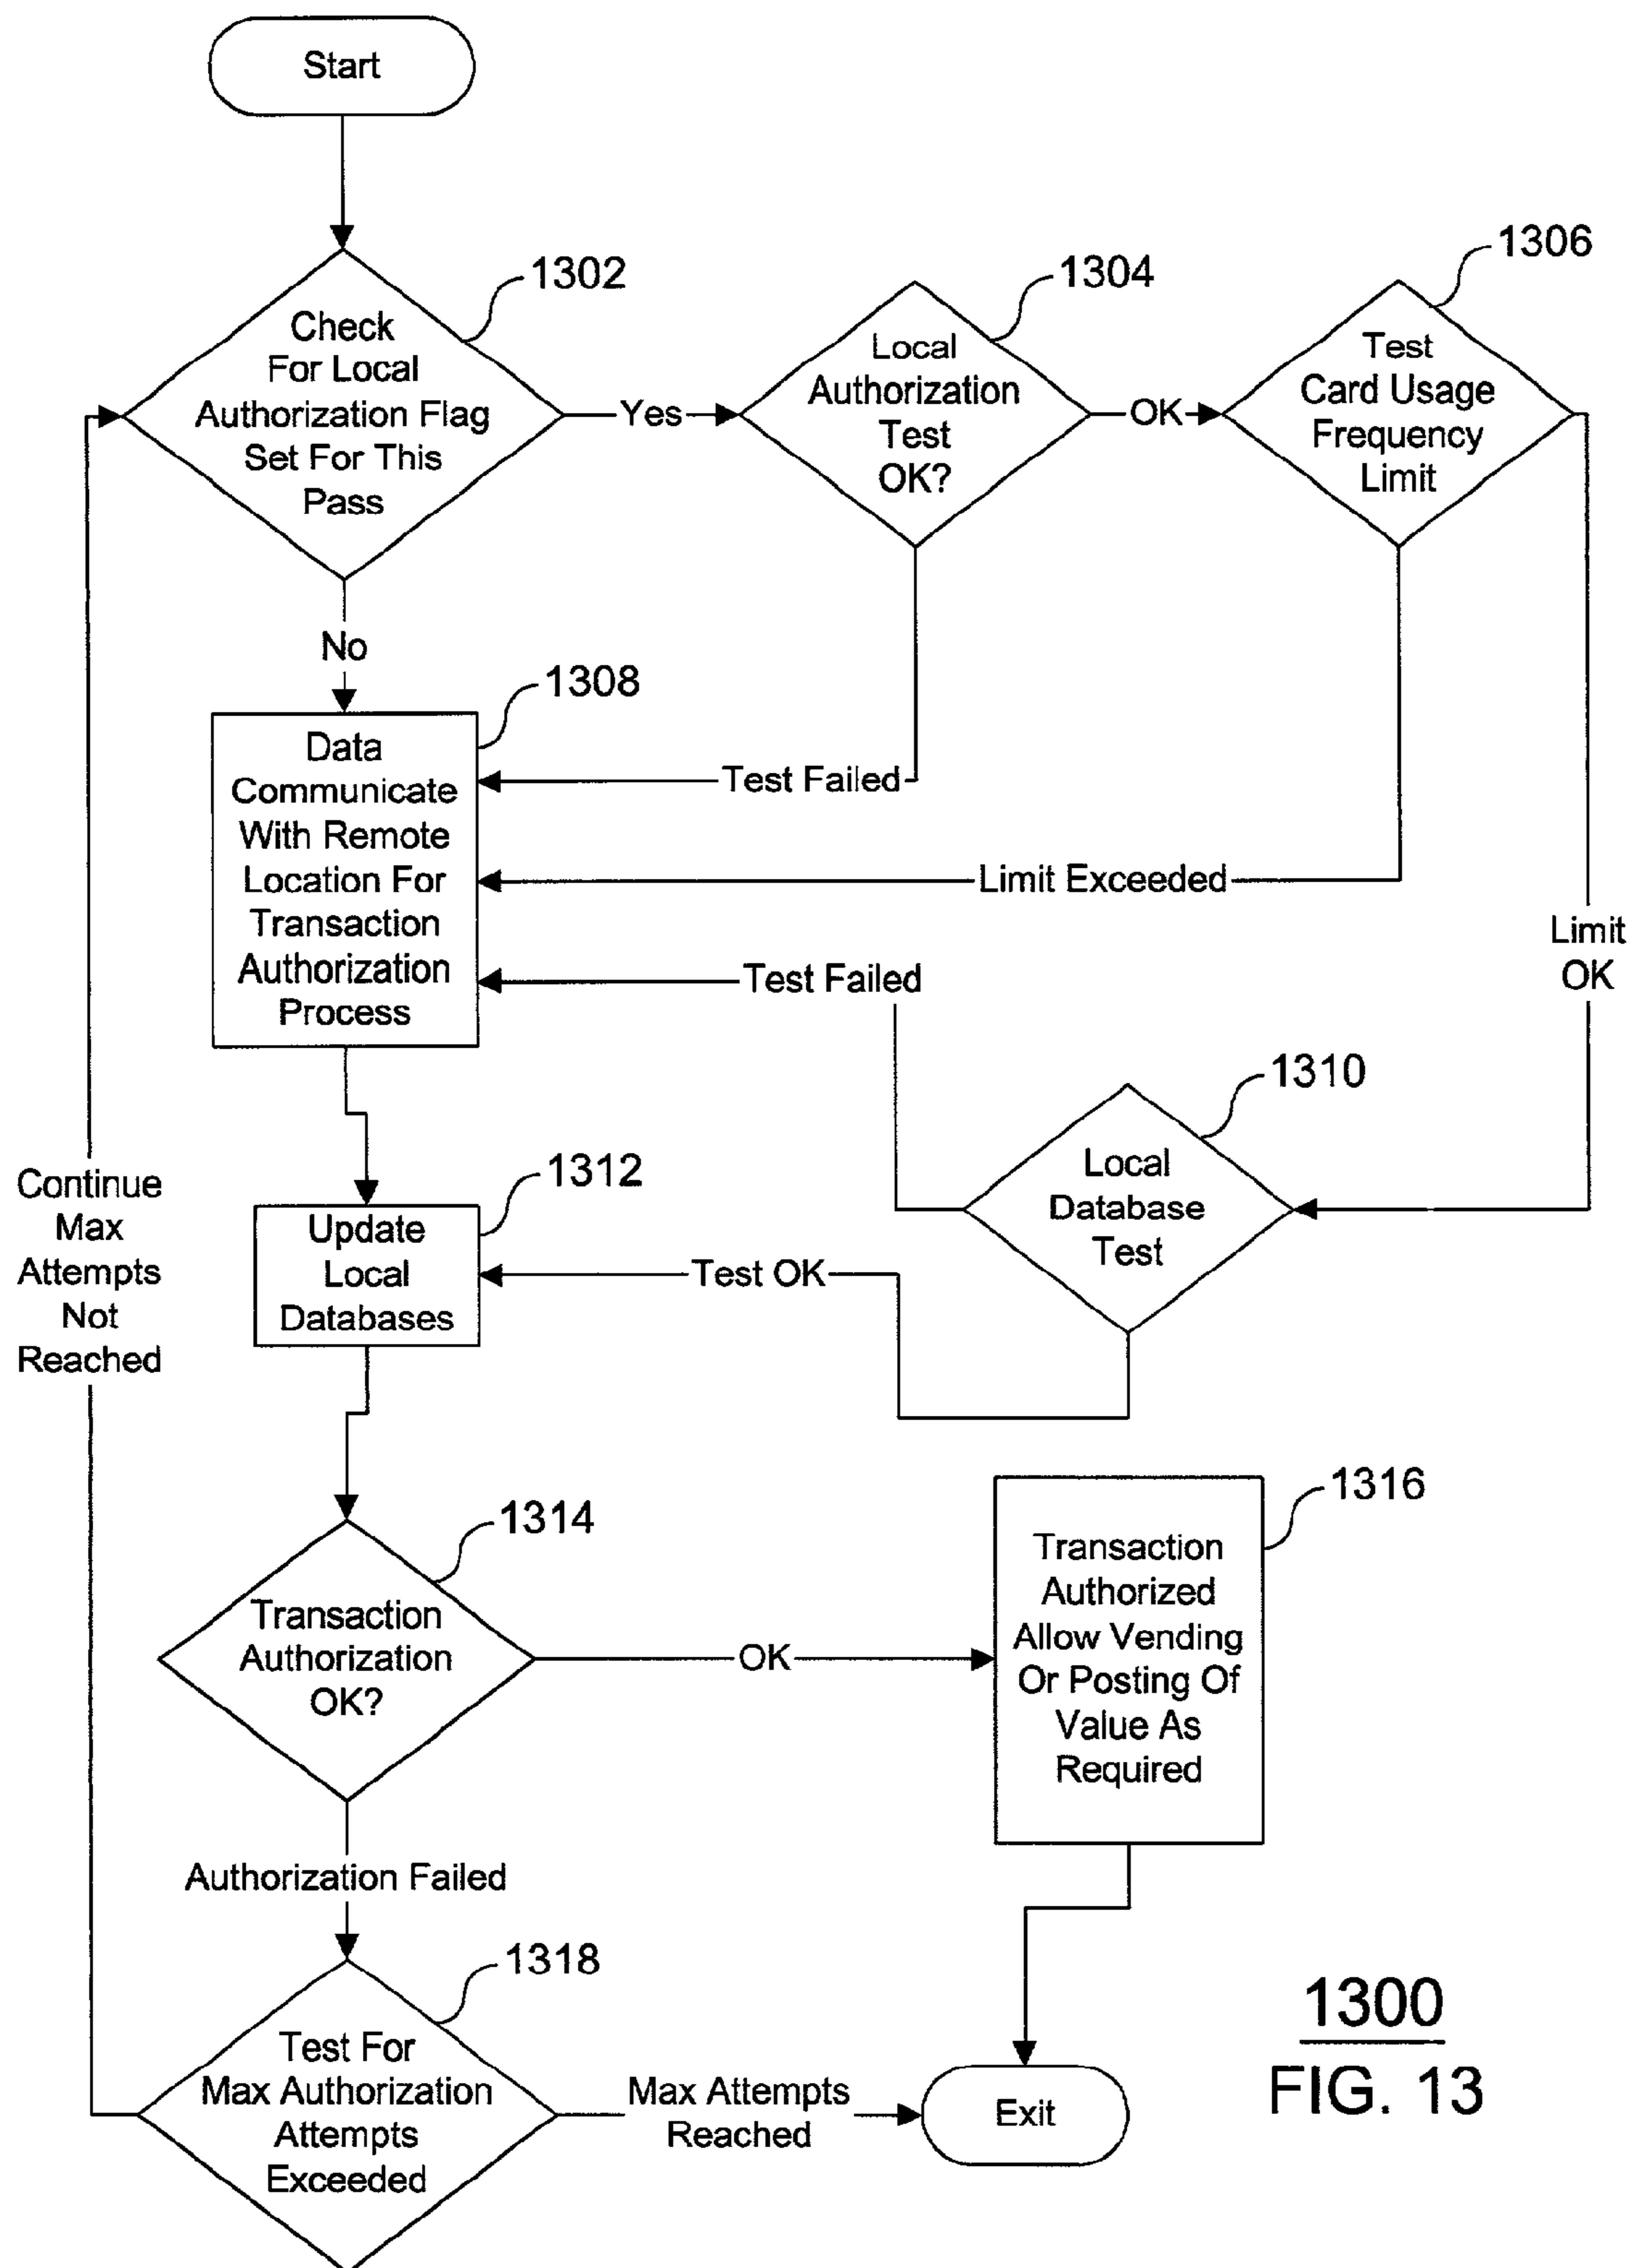 Start
1302
Check
For Local
Authorization Flag
Set For This
Pass
Yes
1304
Local
Authorization
Test
OK?
OK
1306
Test
Card Usage
Frequency
Limit
No
1308
Data
Communicate
With Remote
Location For
Transaction
Authorization
Process
Test Failed
Limit Exceeded
Test Failed
Limit
OK
1310
Local
Database
Test
Continue
Max
Attempts
Not
Reached
1312
Update
Local
Databases
Test OK
1314
Transaction
Authorization
OK?
OK
1316
Transaction
Authorized
Allow Vending
Or Posting Of
Value As
Required
Authorization Failed
1318
Test For
Max Authorization
Attempts
Exceeded
Max Attempts
Reached
Exit
1300
FIG. 13